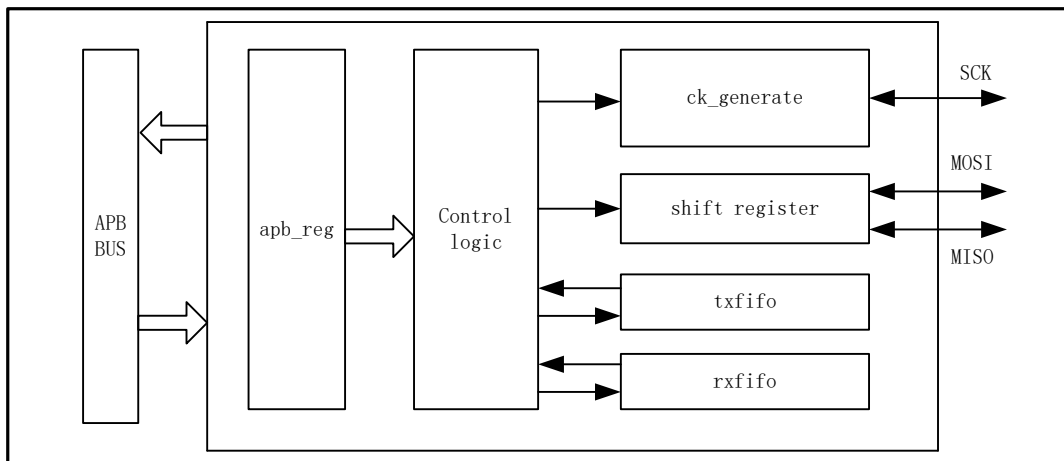 APB
BUS
apb_reg
Control
logic
ck_generate
shift register
txfifo
rxfifo
SCK
MOSI
MISO